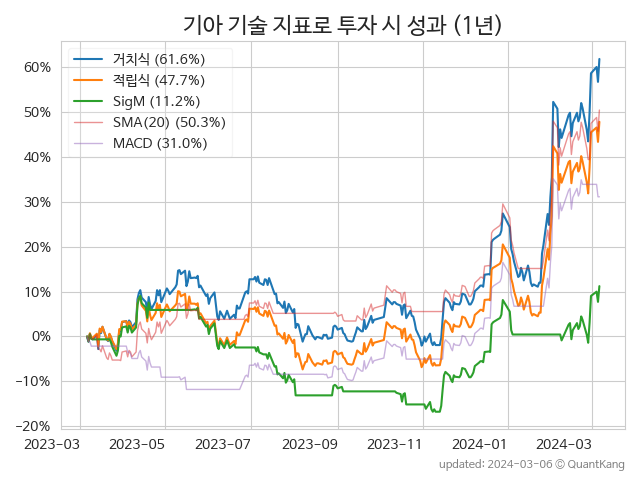 기아 기술 지표로 투자 시 성과 (1년)
거치식 (61.6%)
적립식 (47.7%)
SigM (11.2%)
SMA(20) (50.3%)
MACD (31.0%)
60%
50%
40%
30%
20%
10%
0%
−10%
−20%
2023−03 2023−05 2023−07 2023−09 2023−11 2024−01 2024−03
updated: 2024-03-06 ⓒ QuantKang